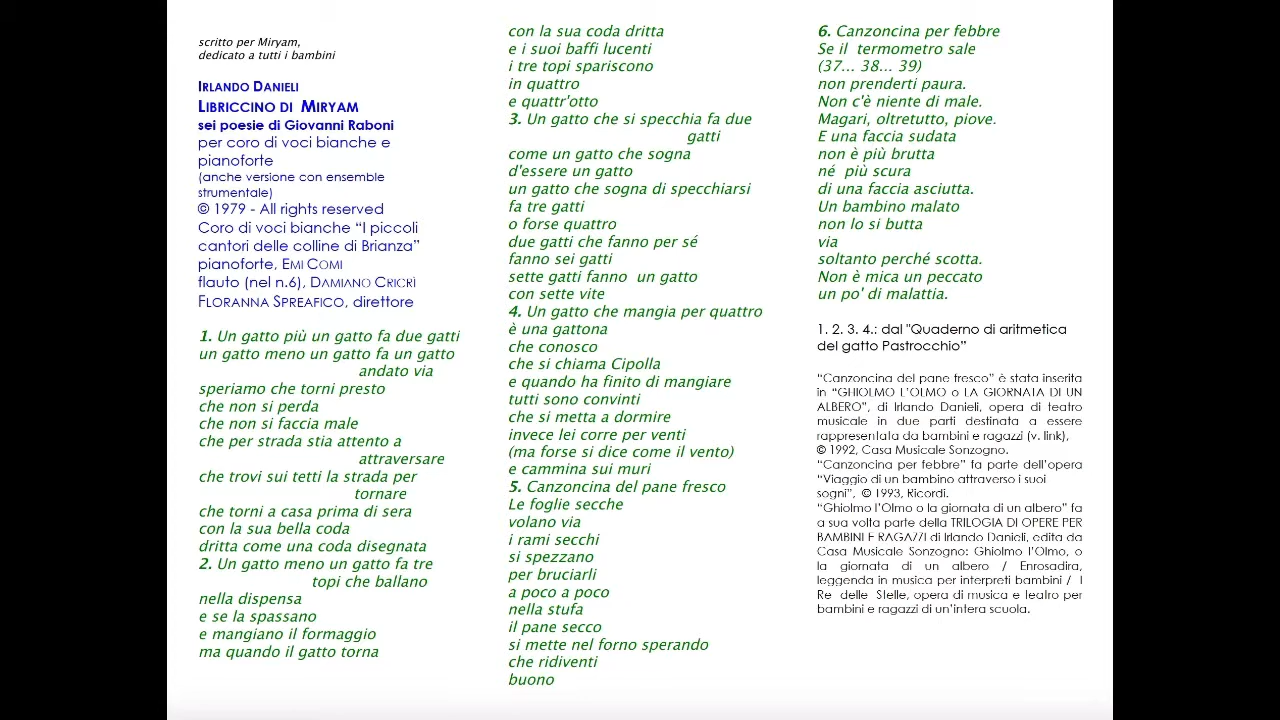 scritto per Miryam,
dedicato a tutti i bambini
IRLANDO DANIELI
LIBRICCINO DI MIRYAM
sei poesie di Giovanni Raboni
per coro di voci bianche e
pianoforte
(anche versione con ensemble
strumentale)
© 1979 - All rights reserved
Coro di voci bianche “I piccoli
cantori delle colline di Brianza”
pianoforte, EMI COMI
flauto (nel n.6), DAMIANO CRICRÌ
FLORANNA SPREAFICO, direttore
1. Un gatto più un gatto fa due gatti
un gatto meno un gatto fa un gatto
andato via
speriamo che torni presto
che non si perda
che non si faccia male
che per strada stia attento a
attraversare
che trovi sui tetti la strada per
tornare
che torni a casa prima di sera
con la sua bella coda
dritta come una coda disegnata
2. Un gatto meno un gatto fa tre
topi che ballano
nella dispensa
e se la spassano
e mangiano il formaggio
ma quando il gatto torna
con la sua coda dritta
e i suoi baffi lucenti
i tre topi spariscono
in quattro
e quattr'otto
3. Un gatto che si specchia fa due
gatti
come un gatto che sogna
d'essere un gatto
un gatto che sogna di specchiarsi
fa tre gatti
o forse quattro
due gatti che fanno per sé
fanno sei gatti
sette gatti fanno un gatto
con sette vite
4. Un gatto che mangia per quattro
è una gattona
che conosco
che si chiama Cipolla
e quando ha finito di mangiare
tutti sono convinti
che si metta a dormire
invece lei corre per venti
(ma forse si dice come il vento)
e cammina sui muri
5. Canzoncina del pane fresco
Le foglie secche
volano via
i rami secchi
si spezzano
per bruciarli
a poco a poco
nella stufa
il pane secco
si mette nel forno sperando
che ridiventi
buono
6. Canzoncina per febbre
Se il termometro sale
(37... 38... 39)
non prenderti paura.
Non c'è niente di male.
Magari, oltretutto, piove.
E una faccia sudata
non è più brutta
né più scura
di una faccia asciutta.
Un bambino malato
non lo si butta
via
soltanto perché scotta.
Non è mica un peccato
un po' di malattia.
1. 2. 3. 4.: dal "Quaderno di aritmetica
del gatto Pastrocchio”
“Canzoncina del pane fresco” è stata inserita
in “GHIOLMO L’OLMO o LA GIORNATA DI UN
ALBERO”, di Irlando Danieli, opera di teatro
musicale in due parti destinata a essere
rappresentata da bambini e ragazzi (v. link),
© 1992, Casa Musicale Sonzogno.
“Canzoncina per febbre” fa parte dell’opera
“Viaggio di un bambino attraverso i suoi
sogni”, © 1993, Ricordi.
“Ghiolmo l’Olmo o la giornata di un albero” fa
a sua volta parte della TRILOGIA DI OPERE PER
BAMBINI E RAGAZZI di Irlando Danieli, edita da
Casa Musicale Sonzogno: Ghiolmo l’Olmo, o
la giornata di un albero / Enrosadira,
leggenda in musica per interpreti bambini / I
Re delle Stelle, opera di musica e teatro per
bambini e ragazzi di un’intera scuola.